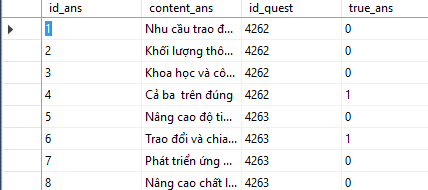 id_ans content_ans id_quest true_ans
1 Nhu cầu trao đ... 4262 0
2 Khối lượng thô... 4262 0
3 Khoa học và cô... 4262 0
4 Cả ba trên đúng 4262 1
5 Nâng cao độ ti... 4263 0
6 Trao đổi và chia... 4263 1
7 Phát triển ứng ... 4263 0
8 Nâng cao chất l... 4263 0